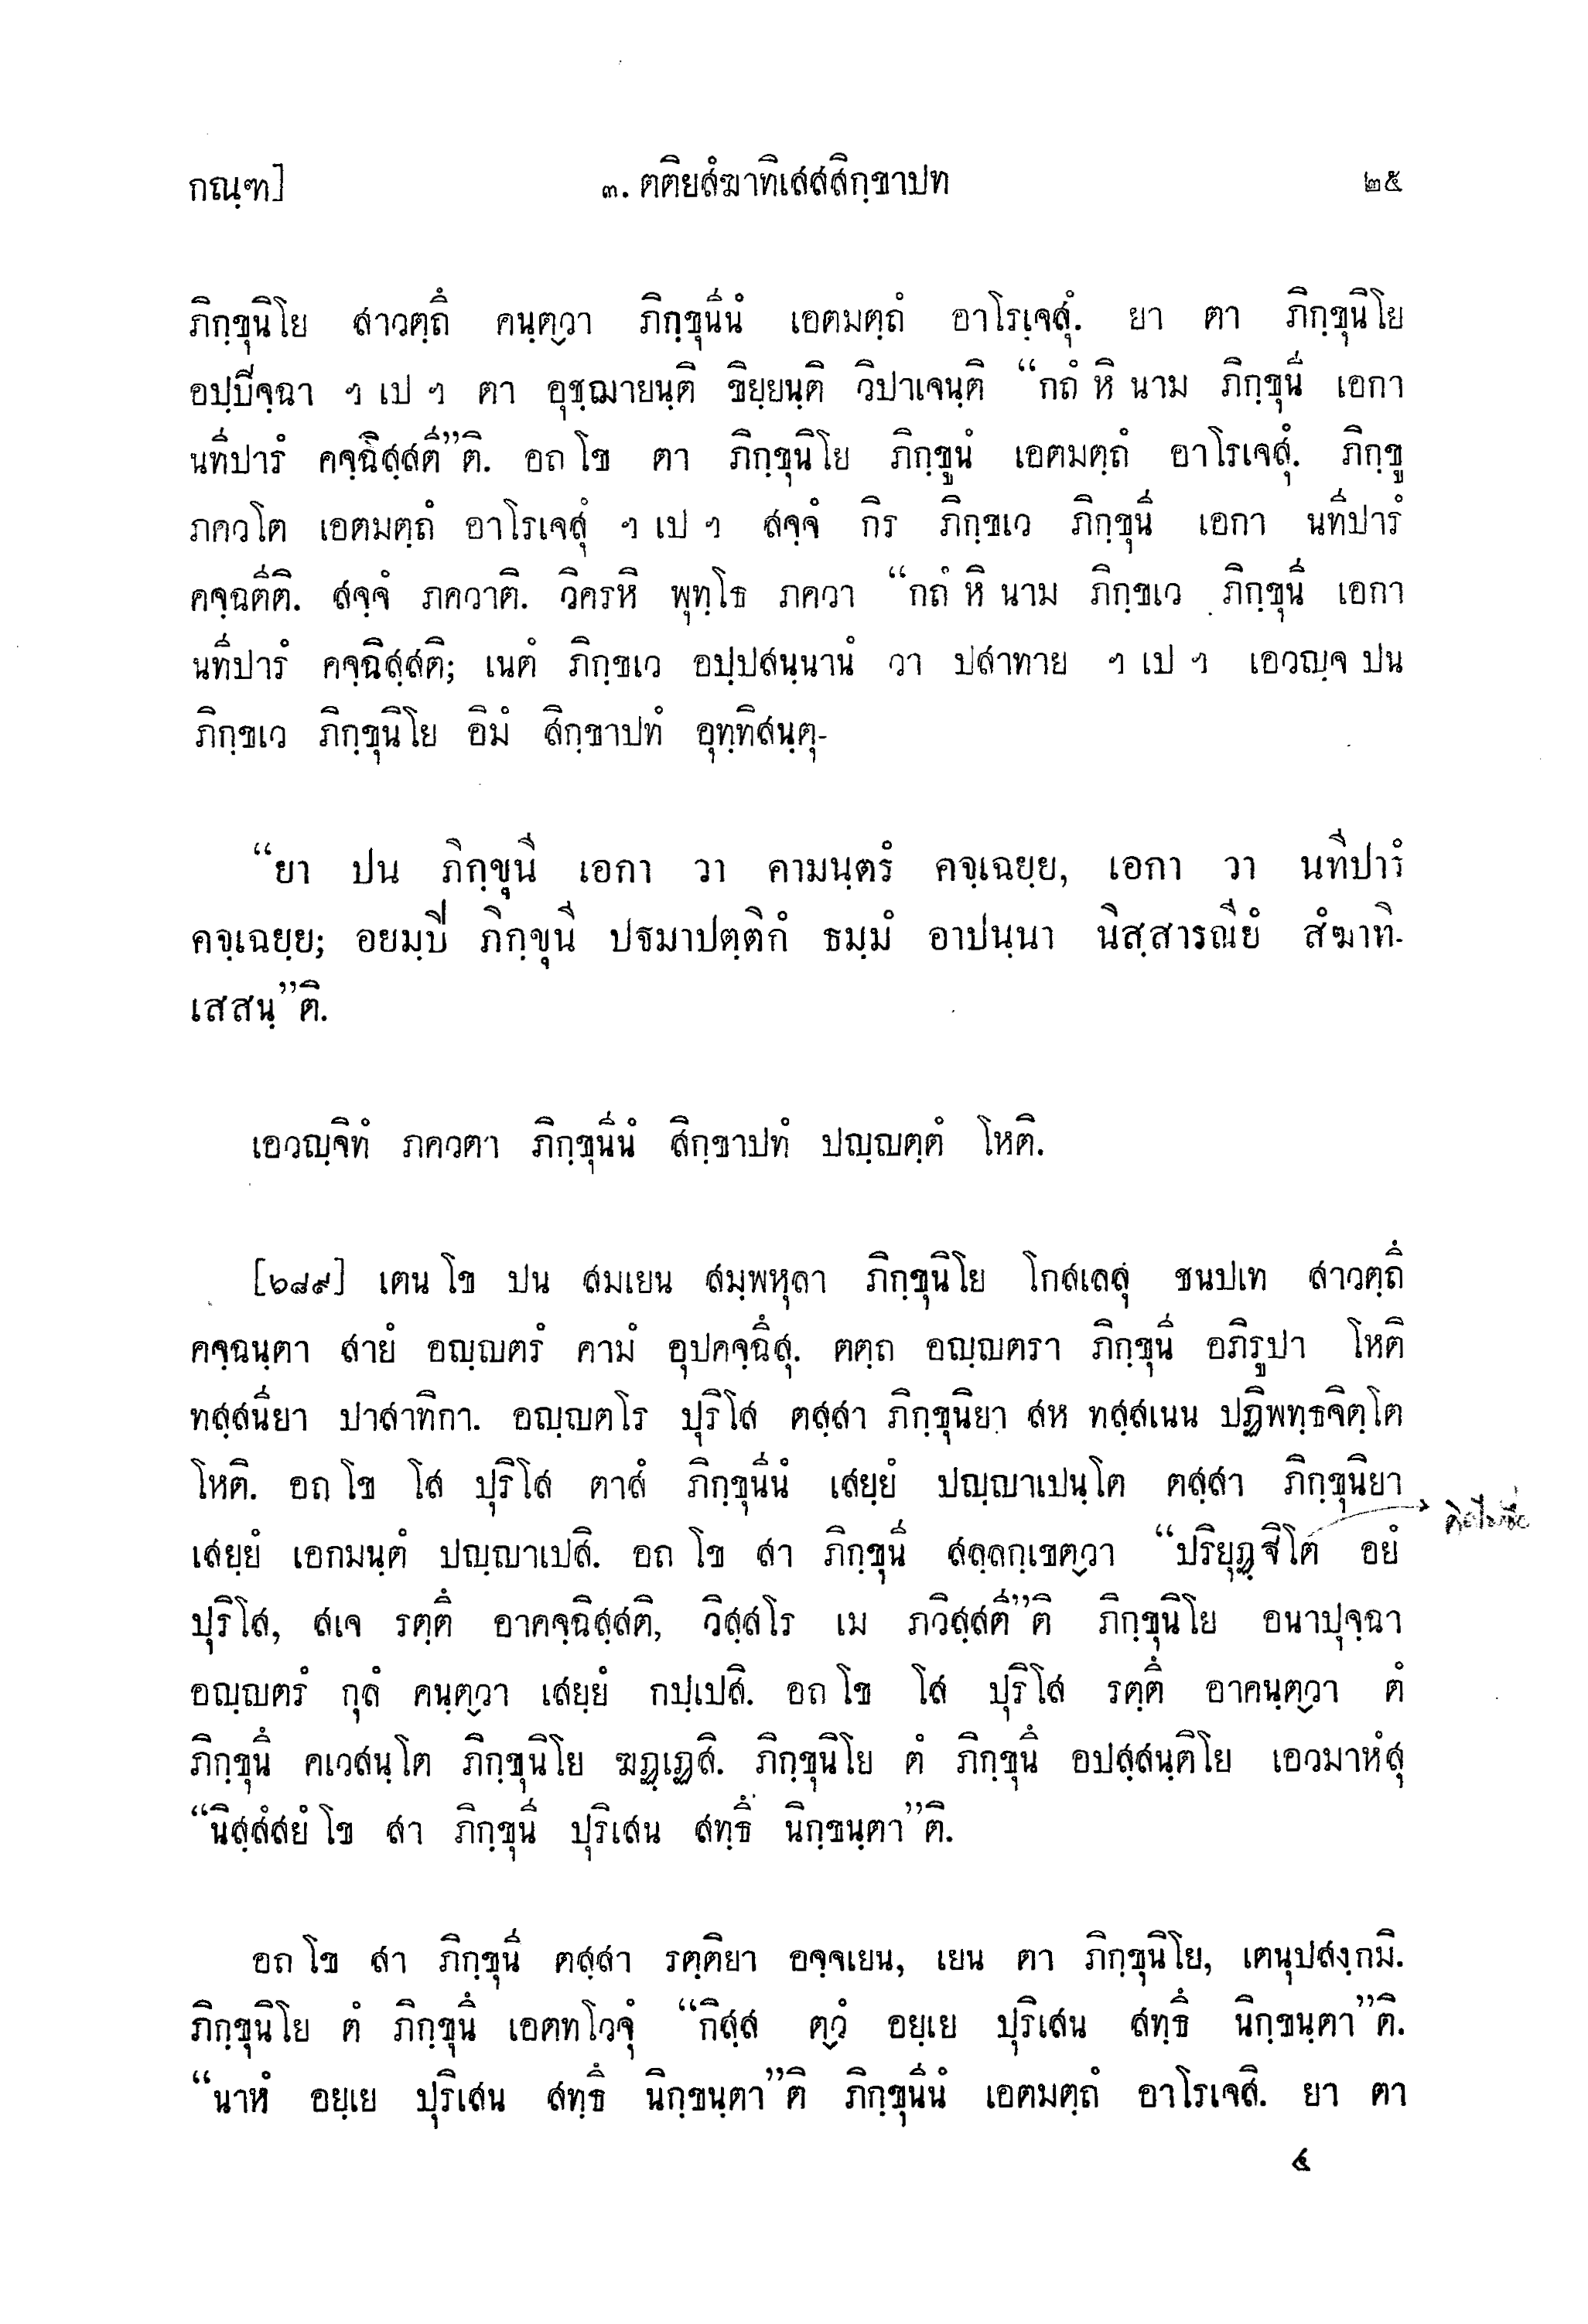 กณฺฑ]
๓. ตติยสํฆาทิเสสสิกฺขาปท
๒๕
ภิกฺขุนิโย สาวตฺถึ คนฺตฺวา ภิกฺขุนีนํ เอตมตฺถํ อาโรเจสุํ. ยา ตา ภิกฺขุนิโย
อปฺปิจฺฉา ฯ เป ฯ ตา อุชฺฌายนฺติ ขิยฺยนฺติ วิปาเจนฺติ “กถํ หิ นาม ภิกฺขุนี เอกา
นทีปารํ คจฺฉิสฺสตี”ติ. อถ โข ตา ภิกฺขุนิโย ภิกฺขูนํ เอตมตฺถํ อาโรเจสุํ. ภิกฺขู
ภควโต เอตมตฺถํ อาโรเจสุํ ฯ เป ฯ สจฺจํ กิร ภิกฺขเว ภิกฺขุนี เอกา นทีปารํ
คจฺฉตีติ. สจฺจํ ภควาติ. วิครหิ พุทฺโธ ภควา “กถํ หิ นาม ภิกฺขเว ภิกฺขุนี เอกา
นทีปารํ คจฺฉิสฺสติ; เนตํ ภิกฺขเว อปฺปสนฺนานํ วา ปสาทาย ฯ เป ฯ เอวญฺจ ปน
ภิกฺขเว ภิกฺขุนิโย อิมํ สิกฺขาปทํ อุทฺทิสนฺตุ-
“ยา ปน ภิกฺขุนี เอกา วา คามนฺตรํ คจฺเฉยฺย, เอกา วา นทีปารํ
คจฺเฉยฺย; อยมฺปี ภิกฺขุนี ปฐมาปตฺติกํ ธมฺมํ อาปนฺนา นิสฺสารณียํ สํฆาทิ-
เสสนฺ”ติ.
เอวญฺจิทํ ภควตา ภิกฺขุนีนํ สิกฺขาปทํ ปญฺญตฺตํ โหติ.
[๖๘๙] เตน โข ปน สมเยน สมฺพหุลา ภิกฺขุนิโย โกสเลสุ ชนปเท สาวตฺถึ
คจฺฉนฺตา สายํ อญฺญตรํ คามํ อุปคจฺฉึสุ. ตตฺถ อญฺญตรา ภิกฺขุนี อภิรูปา โหติ
ทสฺสนียา ปาสาทิกา. อญฺญตโร ปุริโส ตสฺสา ภิกฺขุนิยา สห ทสฺสเนน ปฏิพทฺธจิตฺโต
โหติ. อถ โข โส ปุริโส ตาสํ ภิกฺขุนีนํ เสยฺยํ ปญฺญาเปนฺโต ตสฺสา ภิกฺขุนิยา
เสยฺยํ เอกมนฺตํ ปญฺญาเปสิ. อถ โข สา ภิกฺขุนี สลฺลกฺเขตฺวา “ปริยุฏฺฐิโต อยํ
ปุริโส, สเจ รตฺตึ อาคจฺฉิสฺสติ, วิสฺสโร เม ภวิสฺสตี”ติ ภิกฺขุนิโย อนาปุจฺฉา
อญฺญตรํ กุลํ คนฺตฺวา เสยฺยํ กปฺเปสิ. อถ โข โส ปุริโส รตฺตึ อาคนฺตฺวา ตํ
ภิกฺขุนึ คเวสนฺโต ภิกฺขุนิโย ฆฏฺเฏสิ. ภิกฺขุนิโย ตํ ภิกฺขุนึ อปสฺสนฺติโย เอวมาหํสุ
“นิสฺสํสยํ โข สา ภิกฺขุนี ปุริเสน สทฺธึ นิกฺขนฺตา”ติ.
อถ โข สา ภิกฺขุนี ตสฺสา รตฺติยา อจฺจเยน, เยน ตา ภิกฺขุนิโย, เตนุปสงฺกมิ.
ภิกฺขุนิโย ตํ ภิกฺขุนึ เอตทโวจุํ “กิสฺส ตฺวํ อยฺเย ปุริเสน สทฺธึ นิกฺขนฺตา”ติ.
“นาหํ อยฺเย ปุริเสน สทฺธึ นิกฺขนฺตา”ติ ภิกฺขุนีนํ เอตมตฺถํ อาโรเจสิ. ยา ตา
๔